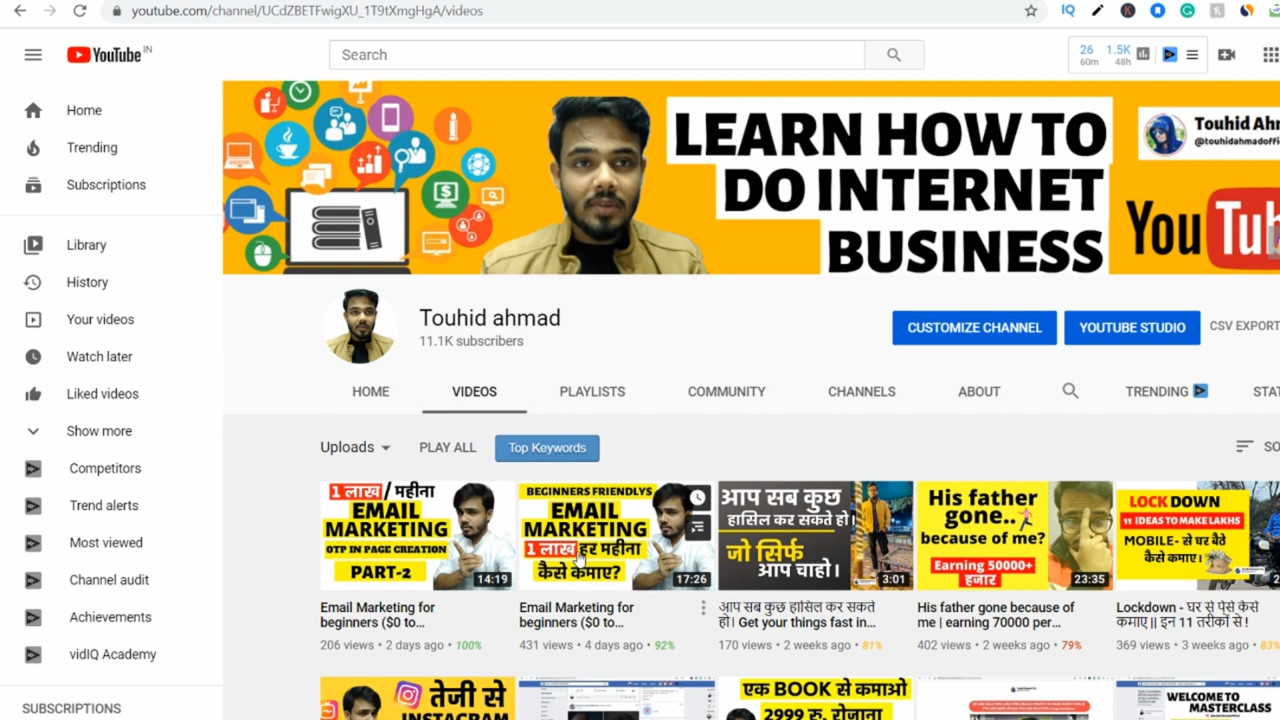 youtube.com/channel/UCdZBETFwigXU_1T9tXmgHgA/videos
YouTube IN
Search
26 1.5K
60m 48h
Home
Trending
Subscriptions
Library
History
Your videos
Watch later
Liked videos
Show more
Competitors
Trend alerts
Most viewed
Channel audit
Achievements
vidIQ Academy
SUBSCRIPTIONS
LEARN HOW TO
DO INTERNET
BUSINESS
Touhid Ahm
@touhidahmadoffi
YouTu
Touhid ahmad
11.1K subscribers
CUSTOMIZE CHANNEL
YOUTUBE STUDIO
CSV EXPORT
HOME
VIDEOS
PLAYLISTS
COMMUNITY
CHANNELS
ABOUT
TRENDING
STAT
Uploads
PLAY ALL
Top Keywords
SO
1 लाख / महीना
EMAIL
MARKETING
OTP IN PAGE CREATION
PART-2
14:19
Email Marketing for
beginners ($0 to...
206 views • 2 days ago • 100%
BEGINNERS FRIENDLYS
EMAIL
MARKETING
1 लाख हर महीना
कैसे कमाए?
17:26
Email Marketing for
beginners ($0 to...
431 views • 4 days ago • 92%
आप सब कुछ
हासिल कर सकते हो।
जो सिर्फ
आप चाहो।
3:01
आप सब कुछ हासिल कर सकते
हो। Get your things fast in...
170 views • 2 weeks ago • 81%
His father
gone..
because of me?
Earning 50000+
हजार
23:35
His father gone because of
me | earning 70000 per...
402 views • 2 weeks ago • 79%
LOCK DOWN
11 IDEAS TO MAKE LAKHS
MOBILE- से घर बैठे
कैसे कमाए।
2
Lockdown - घर से पैसे कैसे
कमाए || इन 11 तरीकों से !
369 views • 3 weeks ago • 83%
तेजी से
INSTAGRAM
एक BOOK से कमाओ
2999 रु. रोजाना
WELCOME TO
MASTERCLASS